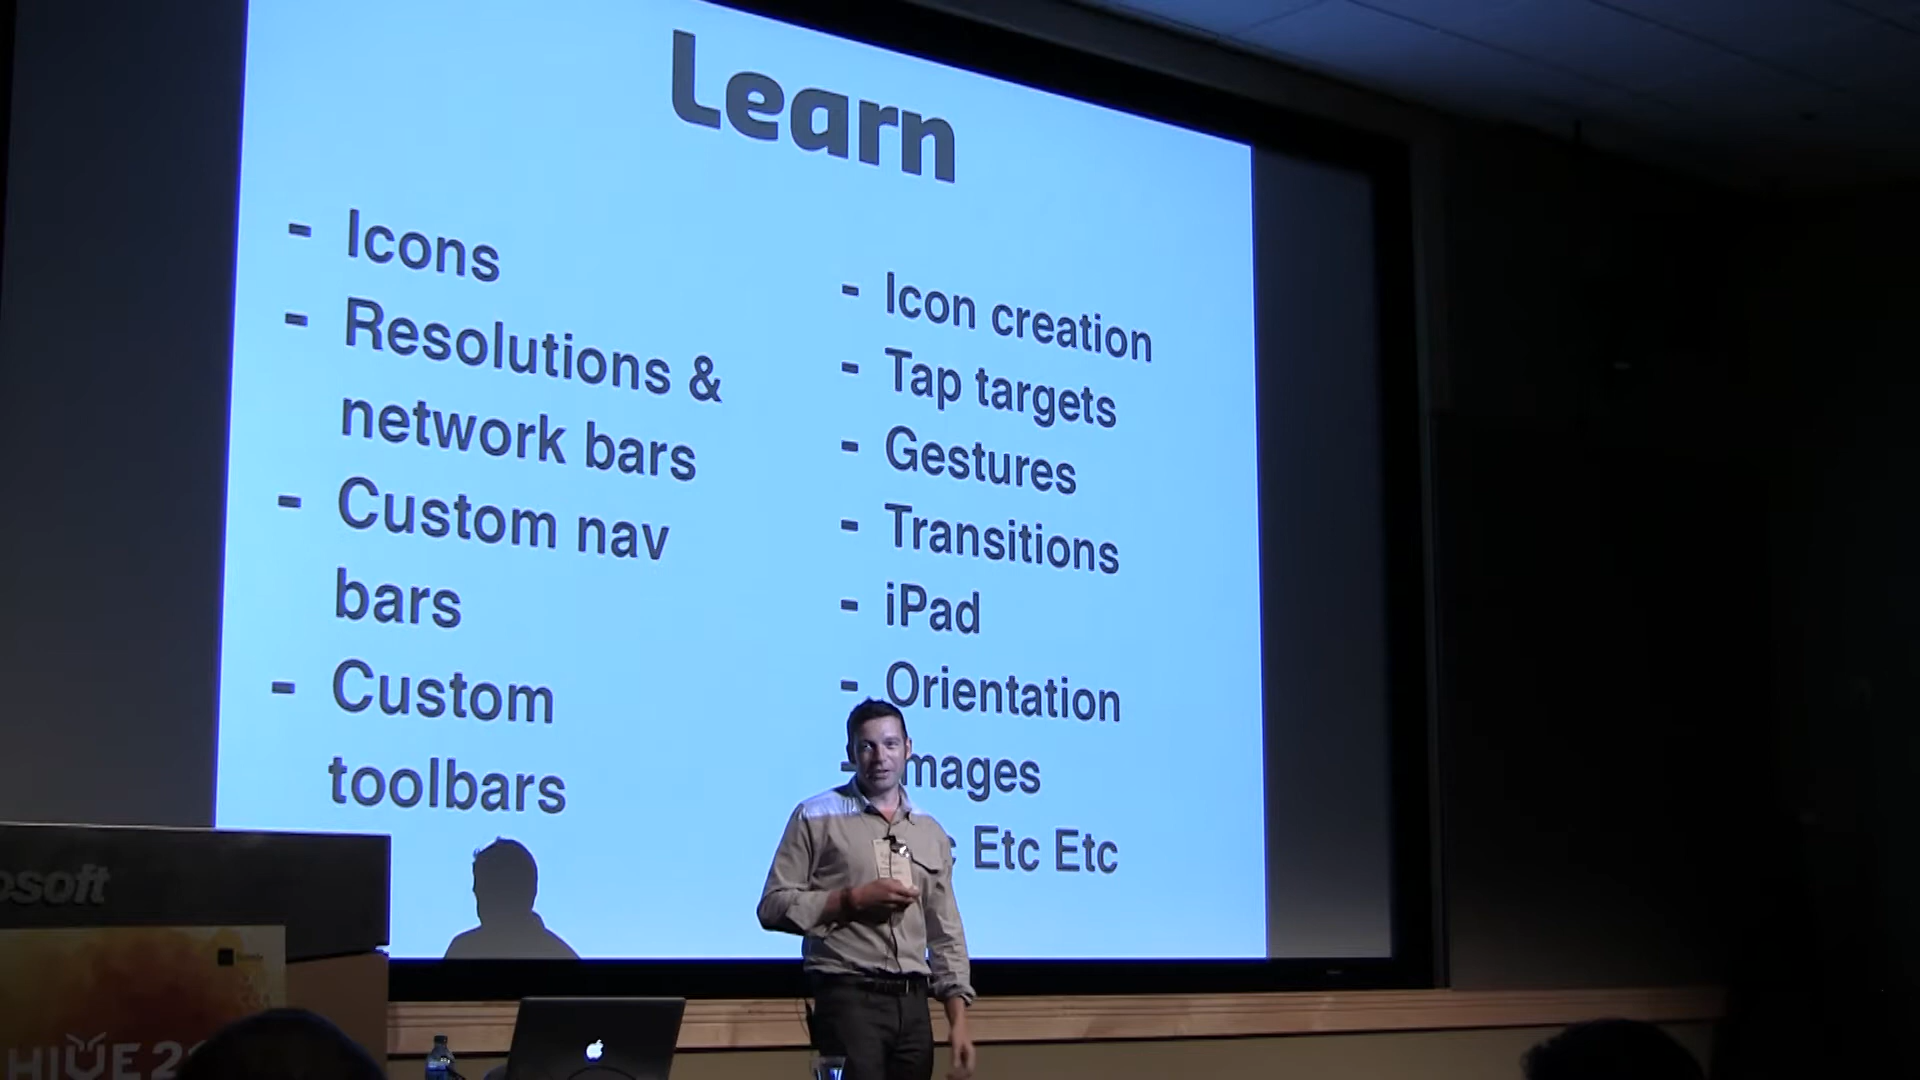 Learn
- Icons
- Resolutions &
network bars
- Custom nav
bars
- Custom
toolbars
- Icon creation
- Tap targets
- Gestures
- Transitions
- iPad
- Orientation
- mages
Etc Etc
osoft
HIVE 2